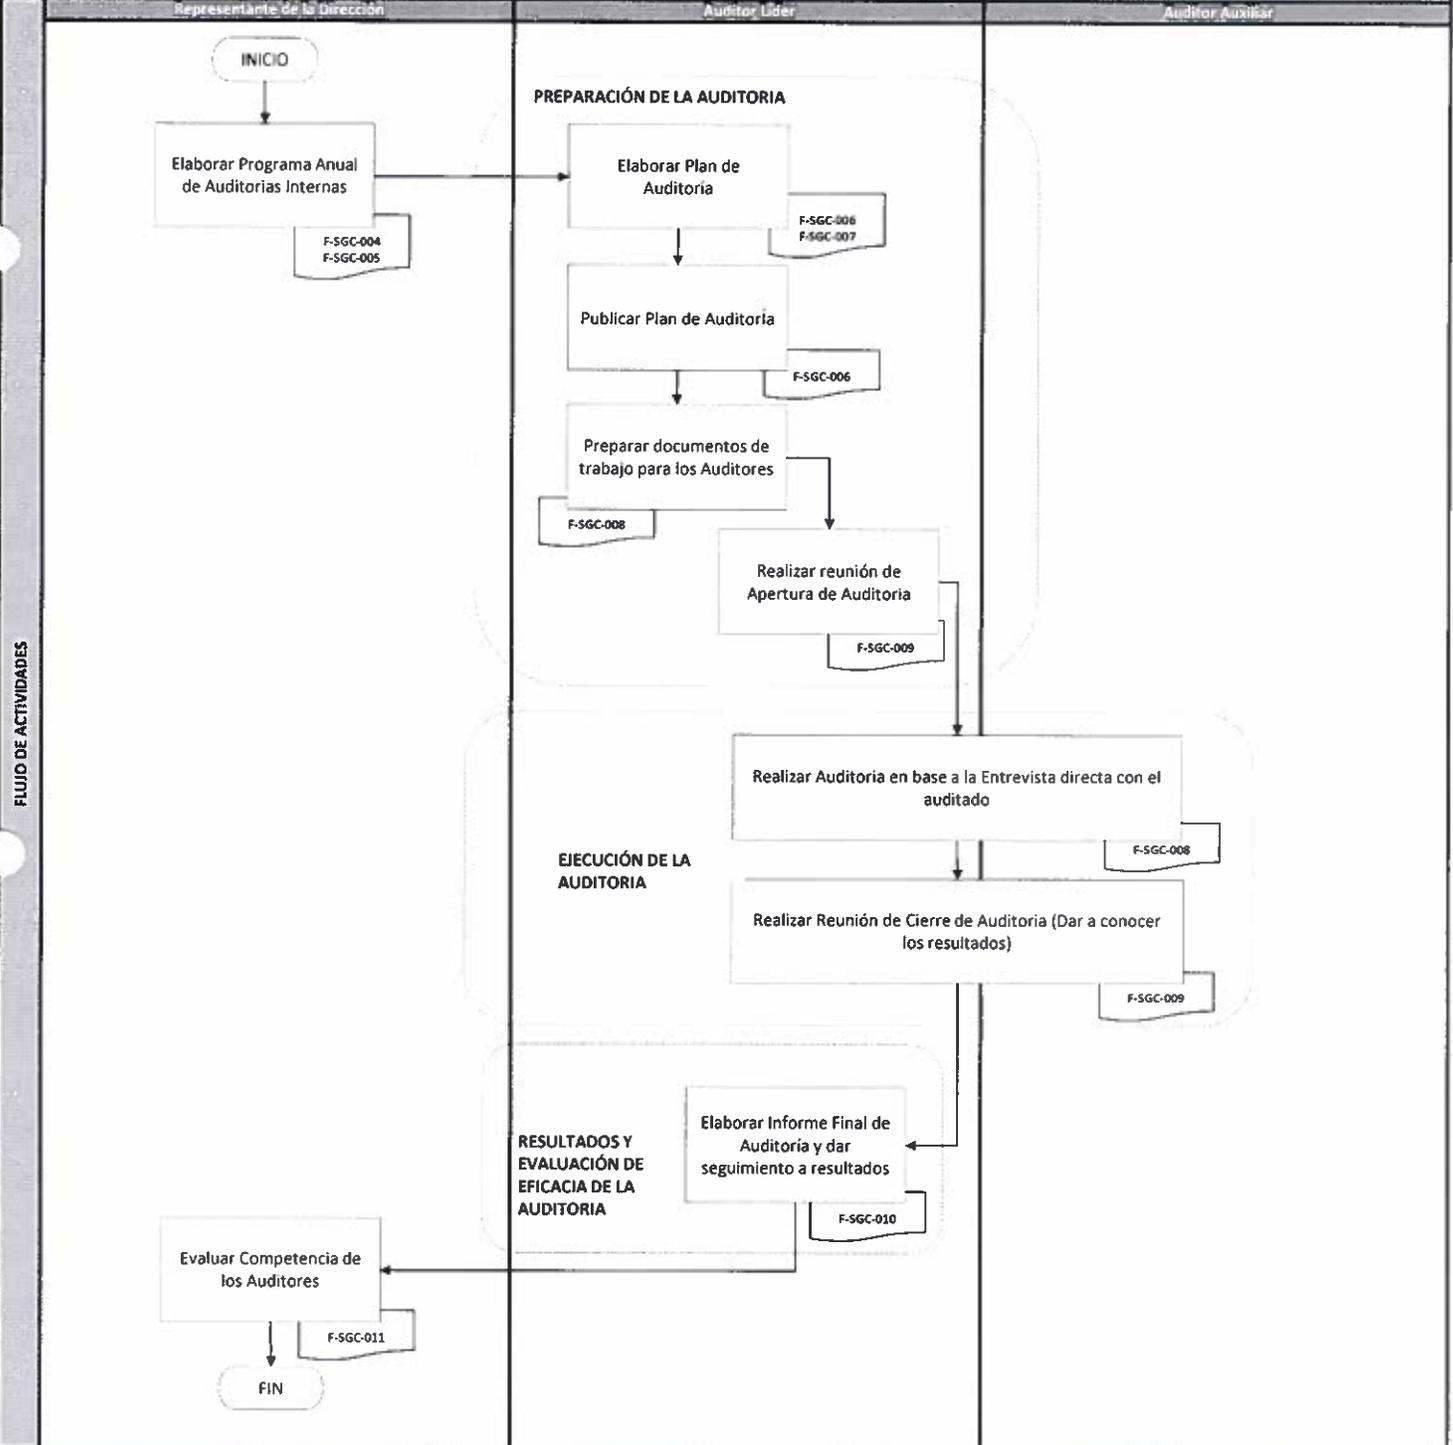 Representante de la Dirección
Auditor Líder
Auditor Auxiliar
FLUJO DE ACTIVIDADES
INICIO
Elaborar Programa Anual
de Auditorias Internas
F-SGC-004
F-SGC-005
PREPARACIÓN DE LA AUDITORIA
Elaborar Plan de
Auditoría
F-SGC-006
F-SGC-007
Publicar Plan de Auditoría
F-SGC-006
Preparar documentos de
trabajo para los Auditores
F-SGC-008
Realizar reunión de
Apertura de Auditoria
F-SGC-009
Realizar Auditoria en base a la Entrevista directa con el
auditado
F-SGC-008
EJECUCIÓN DE LA
AUDITORIA
Realizar Reunión de Cierre de Auditoria (Dar a conocer
los resultados)
F-SGC-009
RESULTADOS Y
EVALUACIÓN DE
EFICACIA DE LA
AUDITORIA
Elaborar Informe Final de
Auditoría y dar
seguimiento a resultados
F-SGC-010
Evaluar Competencia de
los Auditores
F-SGC-011
FIN